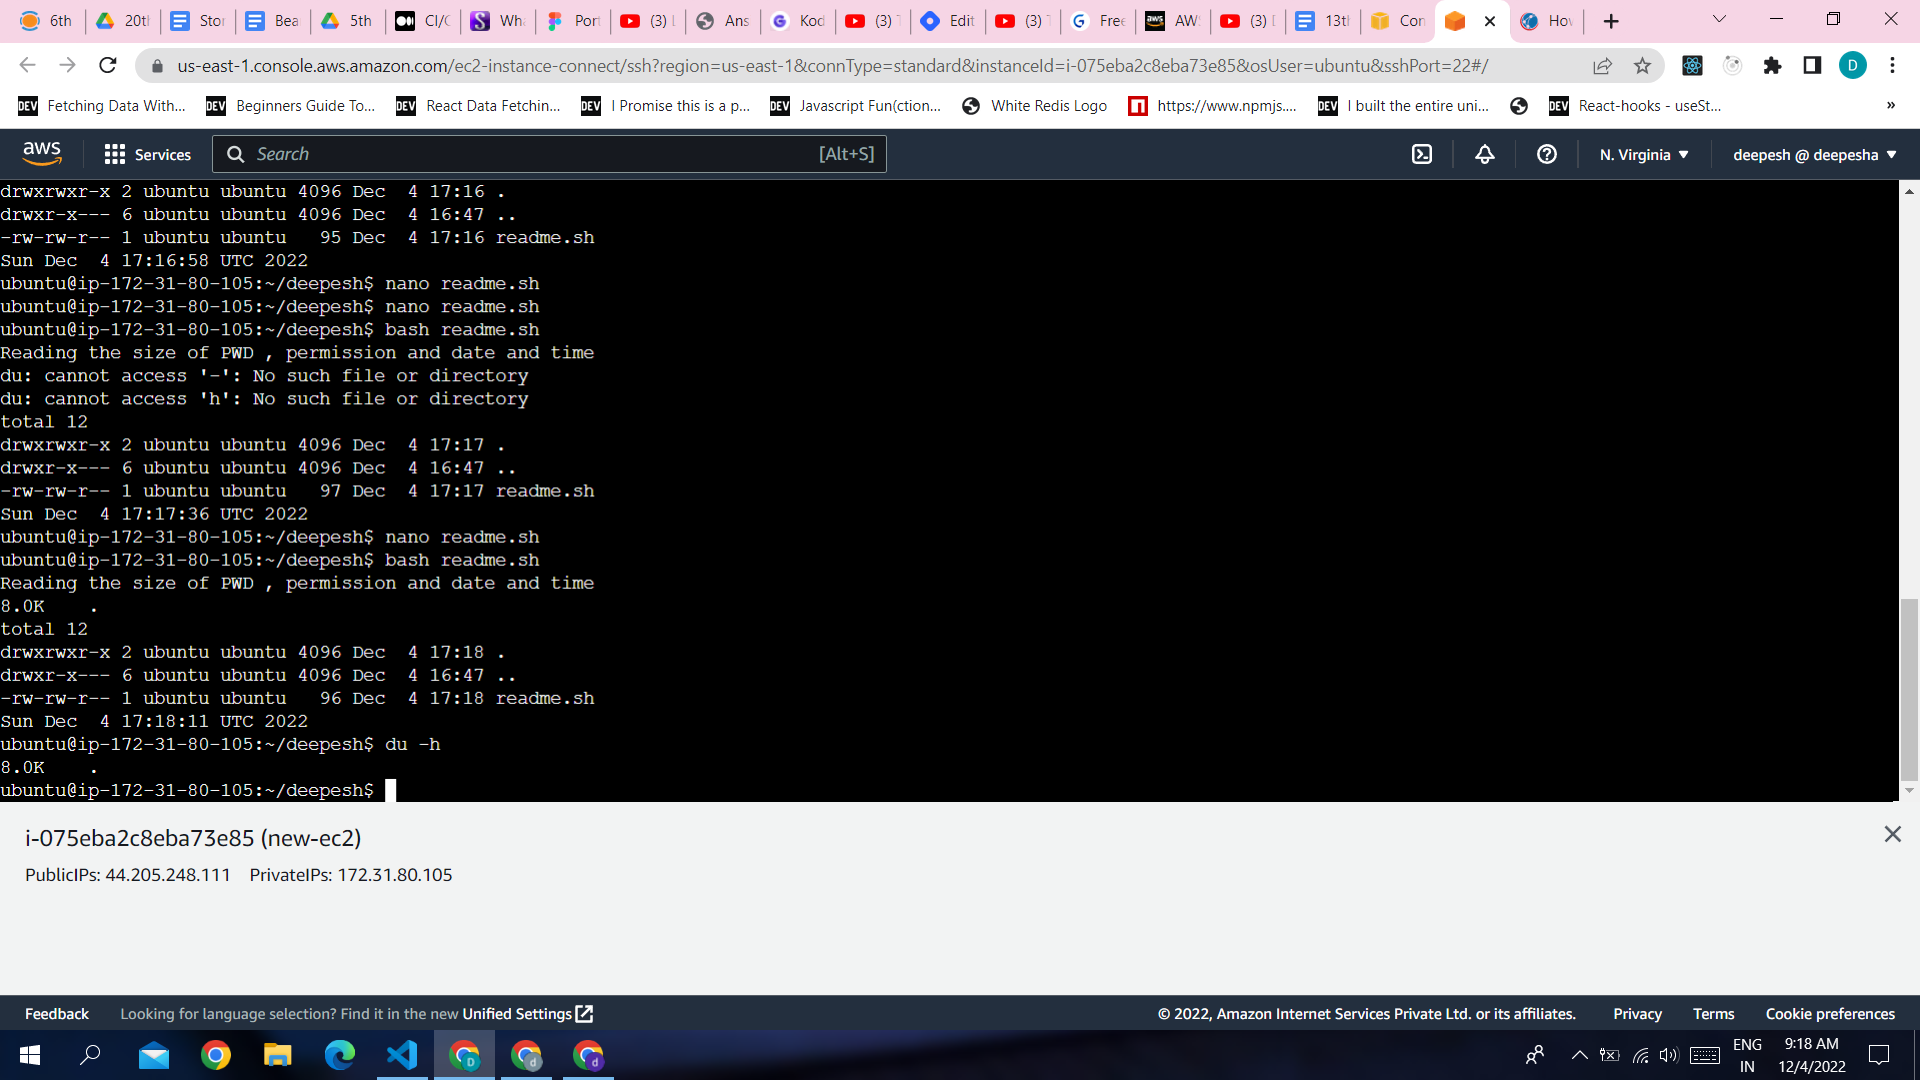 6th
20th
Stor
Bea
5th
CI/C
Wha
Port
(3) L
Ans
Kod
(3) T
Edit
(3) T
Free
AWS
(3) D
13th
Con
How
us-east-1.console.aws.amazon.com/ec2-instance-connect/ssh?region=us-east-1&connType=standard&instanceId=i-075eba2c8eba73e85&osUser=ubuntu&sshPort=22#/
D
DEV Fetching Data With...
DEV Beginners Guide To...
DEV React Data Fetchin...
DEV I Promise this is a p...
DEV Javascript Fun(ction...
White Redis Logo
https://www.npmjs....
DEV I built the entire uni...
DEV React-hooks - useSt...
»
aws
Services
Search
[Alt+S]
N. Virginia
deepesh @ deepesha
drwxrwxr-x 2 ubuntu ubuntu 4096 Dec  4 17:16 .
drwxr-x--- 6 ubuntu ubuntu 4096 Dec  4 16:47 ..
-rw-rw-r-- 1 ubuntu ubuntu   95 Dec  4 17:16 readme.sh
Sun Dec  4 17:16:58 UTC 2022
ubuntu@ip-172-31-80-105:~/deepesh$ nano readme.sh
ubuntu@ip-172-31-80-105:~/deepesh$ nano readme.sh
ubuntu@ip-172-31-80-105:~/deepesh$ bash readme.sh
Reading the size of PWD , permission and date and time
du: cannot access '-': No such file or directory
du: cannot access 'h': No such file or directory
total 12
drwxrwxr-x 2 ubuntu ubuntu 4096 Dec  4 17:17 .
drwxr-x--- 6 ubuntu ubuntu 4096 Dec  4 16:47 ..
-rw-rw-r-- 1 ubuntu ubuntu   97 Dec  4 17:17 readme.sh
Sun Dec  4 17:17:36 UTC 2022
ubuntu@ip-172-31-80-105:~/deepesh$ nano readme.sh
ubuntu@ip-172-31-80-105:~/deepesh$ bash readme.sh
Reading the size of PWD , permission and date and time
8.0K    .
total 12
drwxrwxr-x 2 ubuntu ubuntu 4096 Dec  4 17:18 .
drwxr-x--- 6 ubuntu ubuntu 4096 Dec  4 16:47 ..
-rw-rw-r-- 1 ubuntu ubuntu   96 Dec  4 17:18 readme.sh
Sun Dec  4 17:18:11 UTC 2022
ubuntu@ip-172-31-80-105:~/deepesh$ du -h
8.0K    .
ubuntu@ip-172-31-80-105:~/deepesh$
i-075eba2c8eba73e85 (new-ec2)
PublicIPs: 44.205.248.111    PrivateIPs: 172.31.80.105
Feedback
Looking for language selection? Find it in the new Unified Settings
© 2022, Amazon Internet Services Private Ltd. or its affiliates.
Privacy
Terms
Cookie preferences
ENG
IN
9:18 AM
12/4/2022